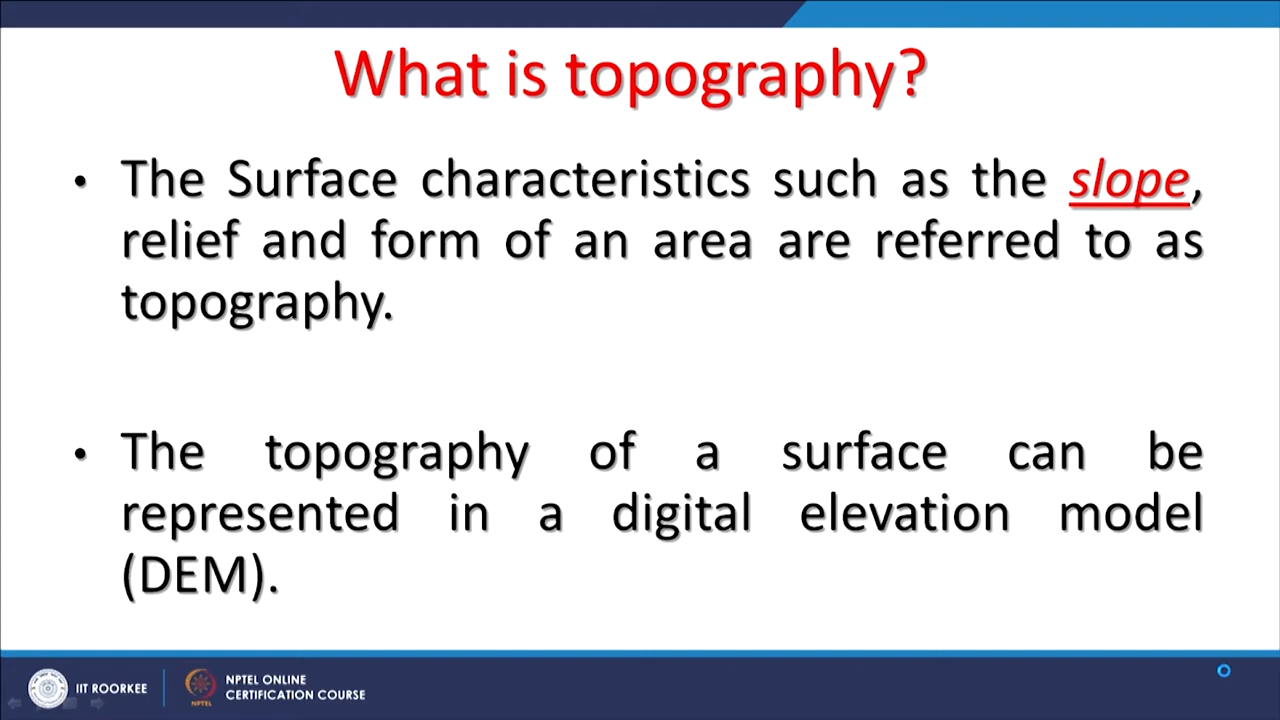 What is topography?
• The Surface characteristics such as the slope,
relief and form of an area are referred to as
topography.
• The topography of a surface can be
represented in a digital elevation model
(DEM).
IIT ROORKEE
NPTEL
NPTEL ONLINE
CERTIFICATION COURSE